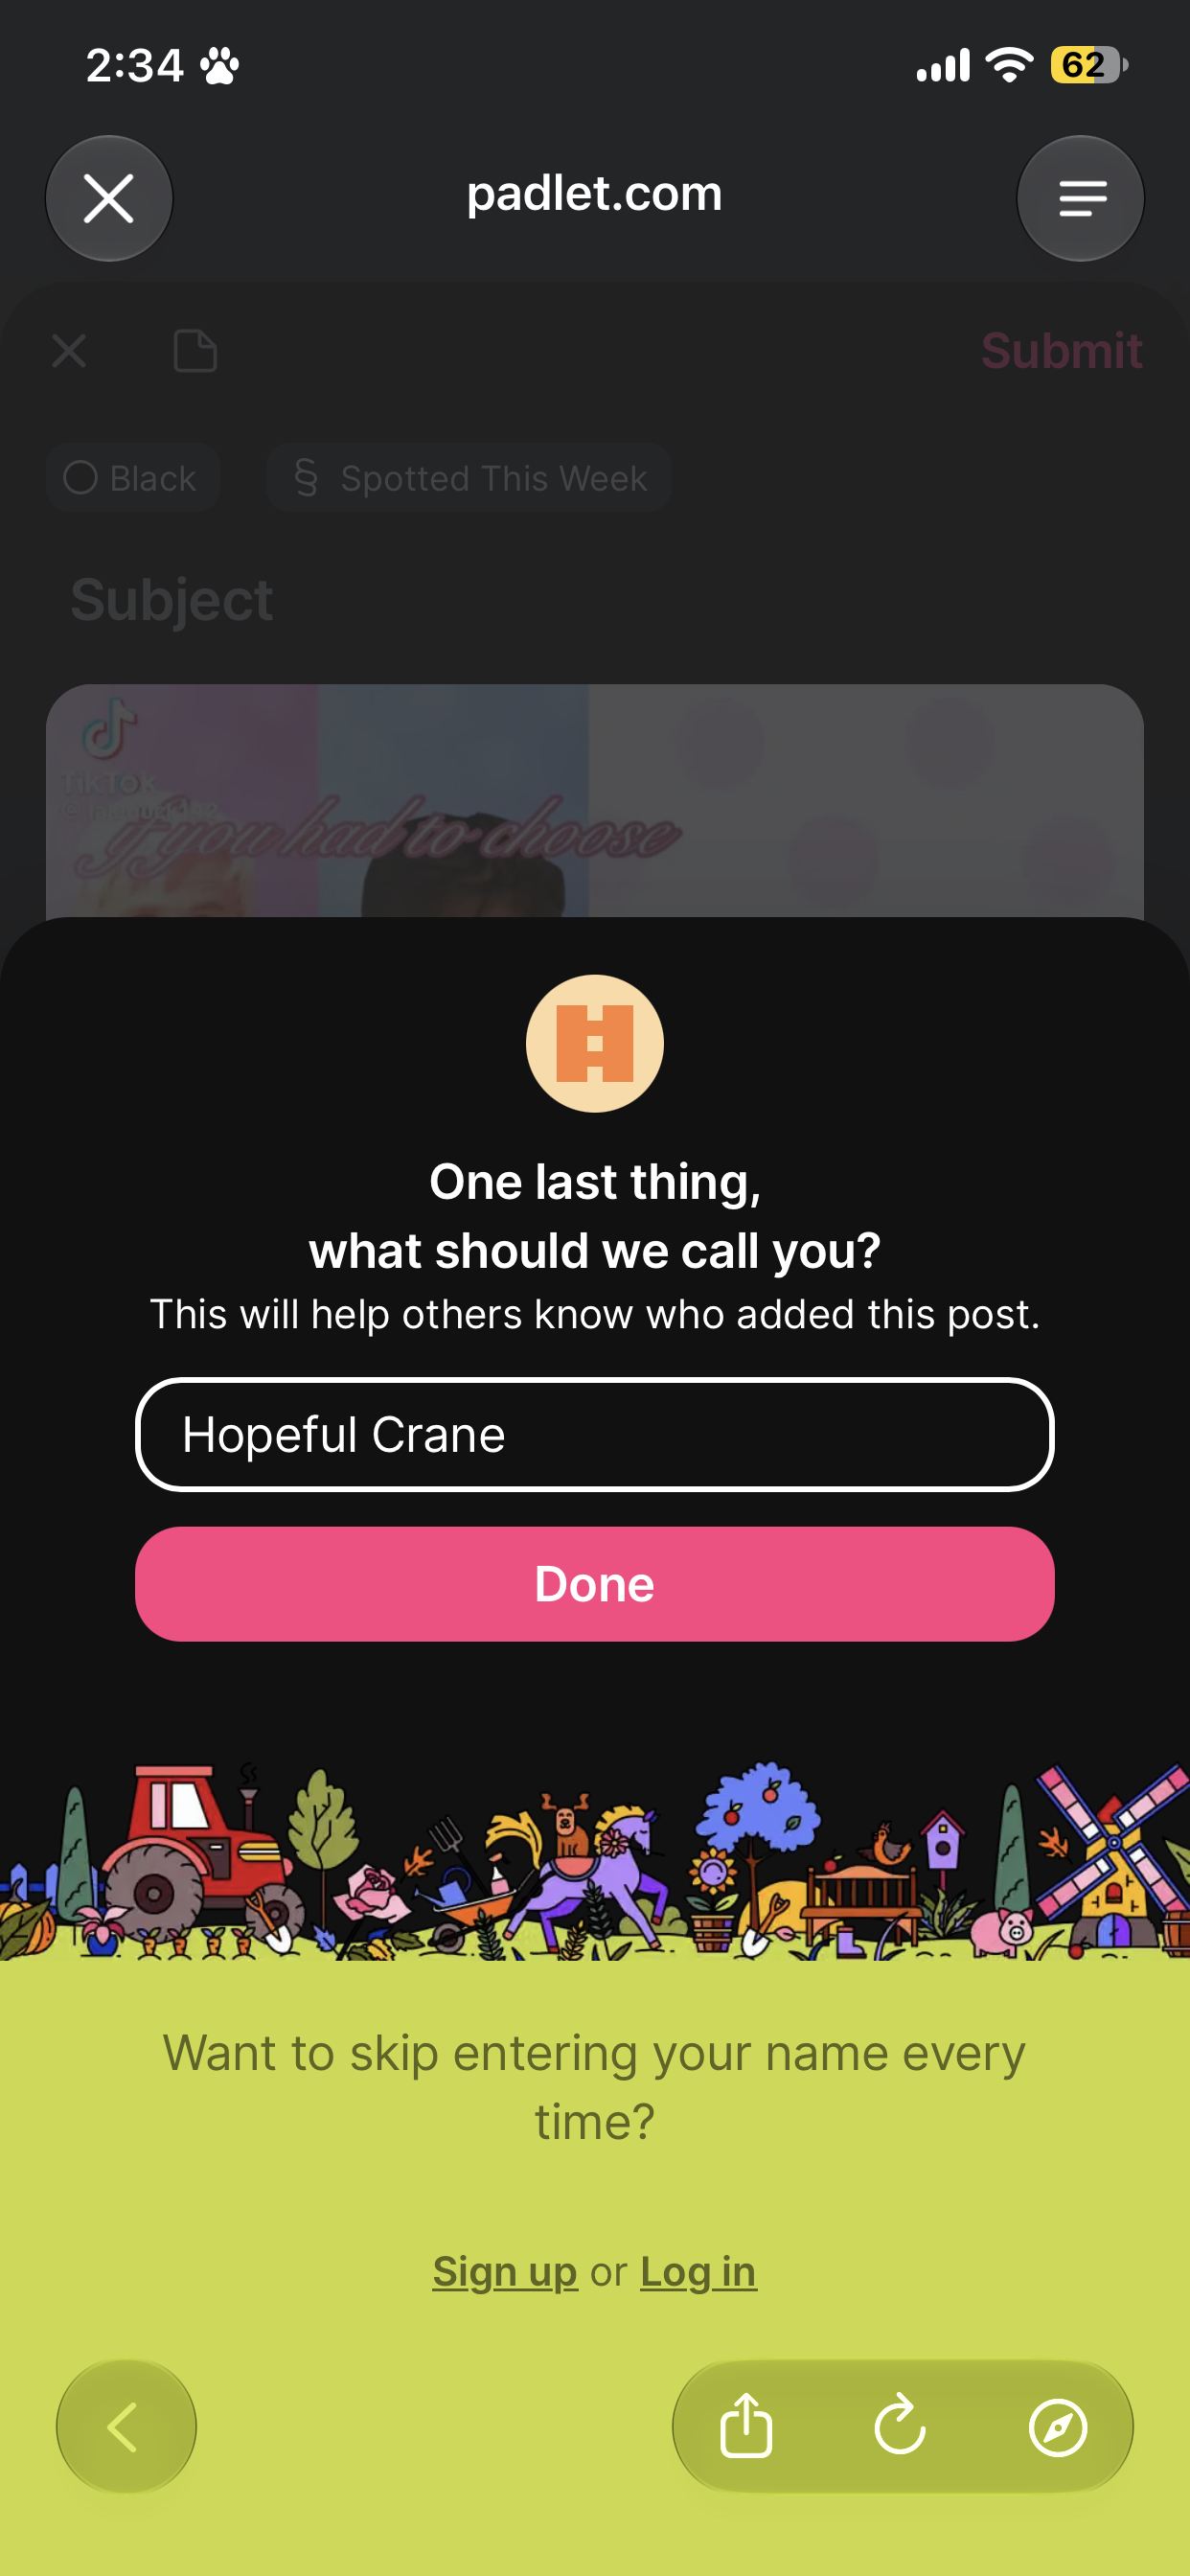 2:34
62
padlet.com
Submit
Black
Spotted This Week
Subject
TikTok
if you had to choose
One last thing,
what should we call you?
This will help others know who added this post.
Hopeful Crane
Done
Want to skip entering your name every
time?
Sign up or Log in